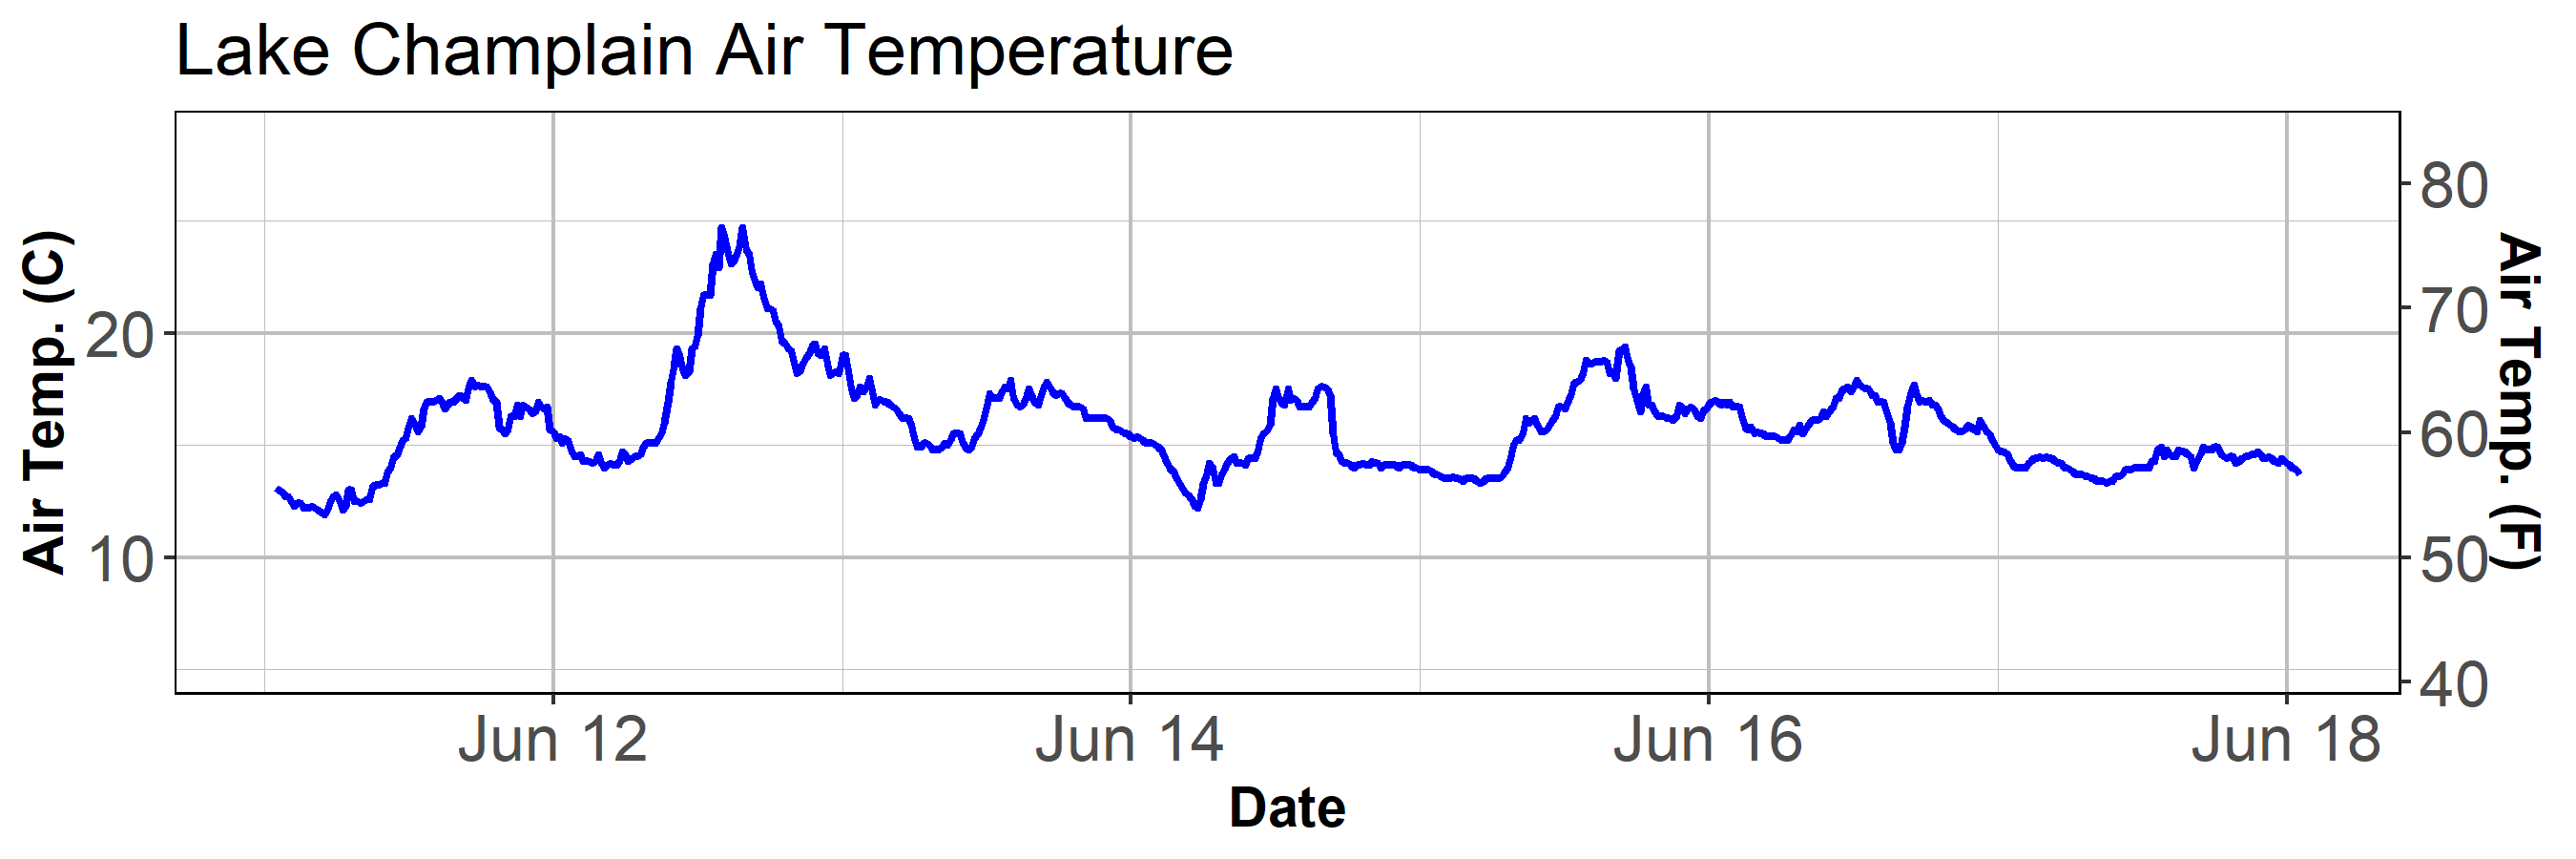 Lake Champlain Air Temperature
Air Temp. (C)
20
10
80
70
60
50
40
Air Temp. (F)
Jun 12
Jun 14
Jun 16
Jun 18
Date